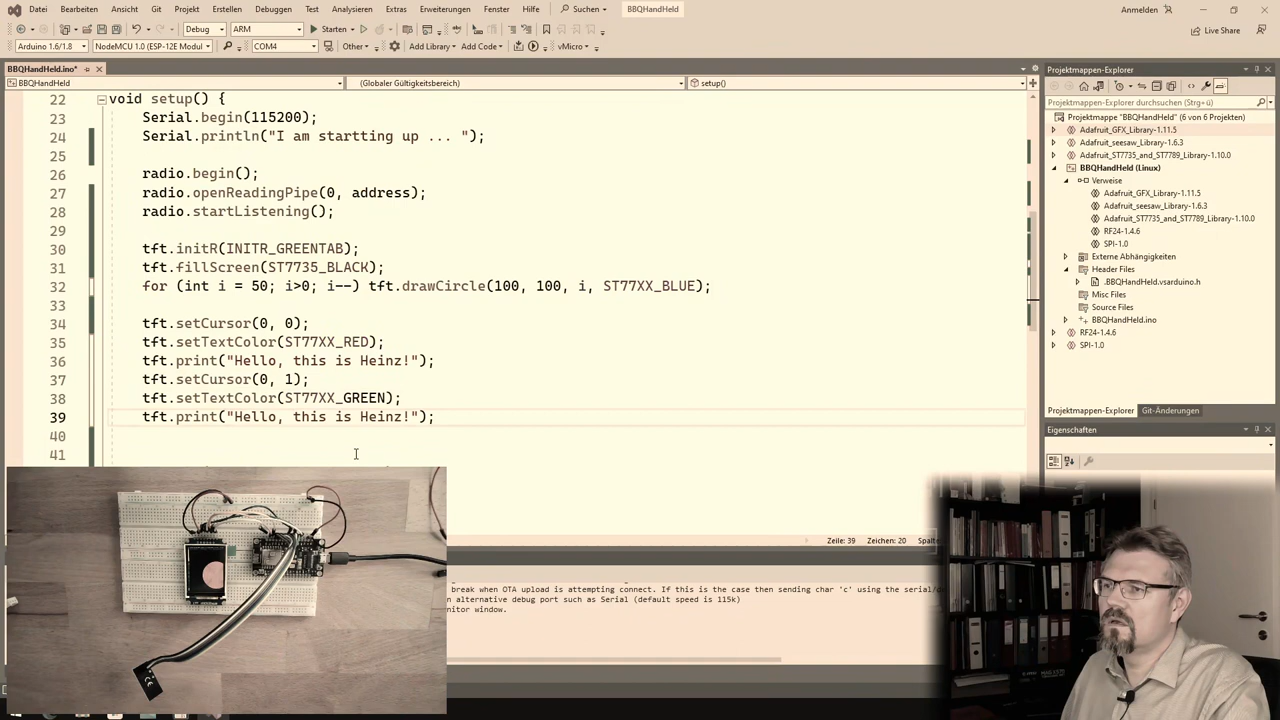 Datei Bearbeiten Ansicht Git Projekt Erstellen Debuggen Test Analysieren Extras Erweiterungen Fenster Hilfe Suchen BBQHandHeld Anmelden
Debug ARM Starten Live Share
Arduino 1.6/1.8 NodeMCU 1.0 (ESP-12E Modul COM4 Other Add Library Add Code vMicro
BBQHandHeld.ino*
BBQHandHeld (Globaler Gültigkeitsbereich) setup()
22 void setup() {
23 Serial.begin(115200);
24 Serial.println("I am startting up ... ");
25
26 radio.begin();
27 radio.openReadingPipe(0, address);
28 radio.startListening();
29
30 tft.initR(INITR_GREENTAB);
31 tft.fillScreen(ST7735_BLACK);
32 for (int i = 50; i>0; i--) tft.drawCircle(100, 100, i, ST77XX_BLUE);
33
34 tft.setCursor(0, 0);
35 tft.setTextColor(ST77XX_RED);
36 tft.print("Hello, this is Heinz!");
37 tft.setCursor(0, 1);
38 tft.setTextColor(ST77XX_GREEN);
39 tft.print("Hello, this is Heinz!");
40
41
Zeile: 39 Zeichen: 20 Spalt
break when OTA upload is attempting connect. If this is the case then sending char 'c' using the serial/
n alternative debug port such as Serial (default speed is 115k)
nitor window.
Projektmappen-Explorer
Projektmappen-Explorer durchsuchen (Strg+ü)
Projektmappe "BBQHandHeld" (6 von 6 Projekten)
Adafruit_GFX_Library-1.11.5
Adafruit_seesaw_Library-1.6.3
Adafruit_ST7735_and_ST7789_Library-1.10.0
BBQHandHeld (Linux)
Verweise
Adafruit_GFX_Library-1.11.5
Adafruit_seesaw_Library-1.6.3
Adafruit_ST7735_and_ST7789_Library-1.10.0
RF24-1.4.6
SPI-1.0
Externe Abhängigkeiten
Header Files
.BBQHandHeld.vsarduino.h
Misc Files
Source Files
BBQHandHeld.ino
RF24-1.4.6
SPI-1.0
Projektmappen-Explorer Git-Änderungen
Eigenschaften